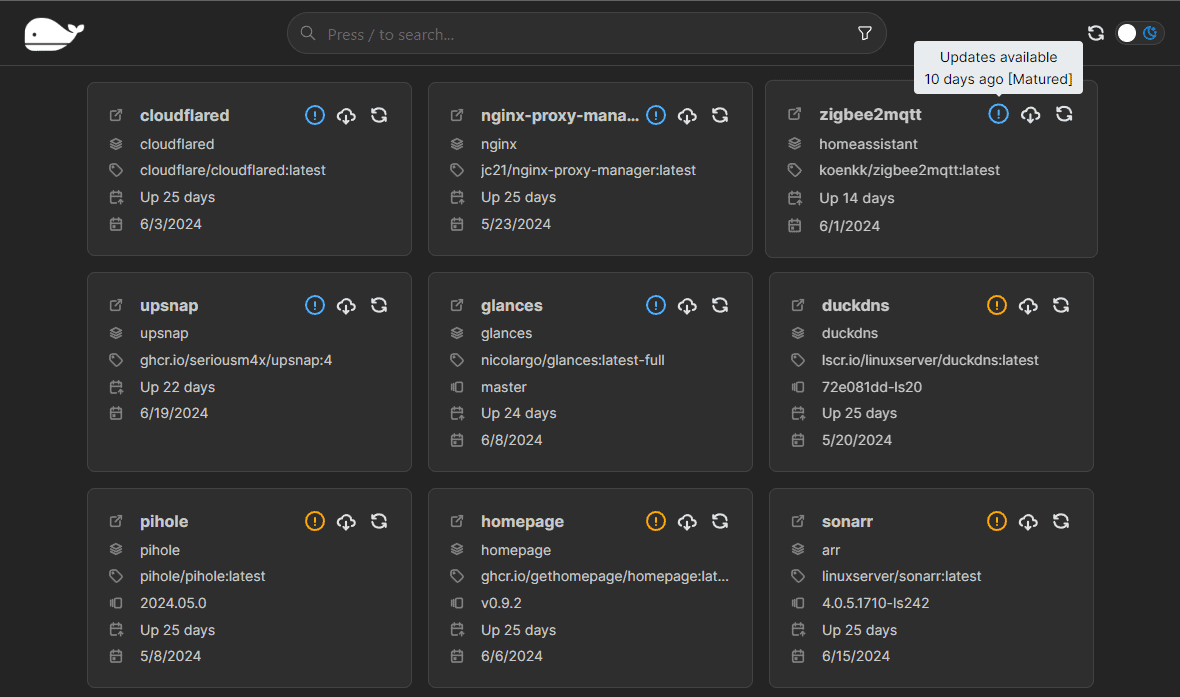 Press / to search...
Updates available
10 days ago [Matured]
cloudflared
cloudflared
cloudflare/cloudflared:latest
Up 25 days
6/3/2024
nginx-proxy-mana...
nginx
jc21/nginx-proxy-manager:latest
Up 25 days
5/23/2024
zigbee2mqtt
homeassistant
koenkk/zigbee2mqtt:latest
Up 14 days
6/1/2024
upsnap
upsnap
ghcr.io/seriousm4x/upsnap:4
Up 22 days
6/19/2024
glances
glances
nicolargo/glances:latest-full
master
Up 24 days
6/8/2024
duckdns
duckdns
lscr.io/linuxserver/duckdns:latest
72e081dd-ls20
Up 25 days
5/20/2024
pihole
pihole
pihole/pihole:latest
2024.05.0
Up 25 days
5/8/2024
homepage
homepage
ghcr.io/gethomepage/homepage:lat...
v0.9.2
Up 25 days
6/6/2024
sonarr
arr
linuxserver/sonarr:latest
4.0.5.1710-ls242
Up 25 days
6/15/2024